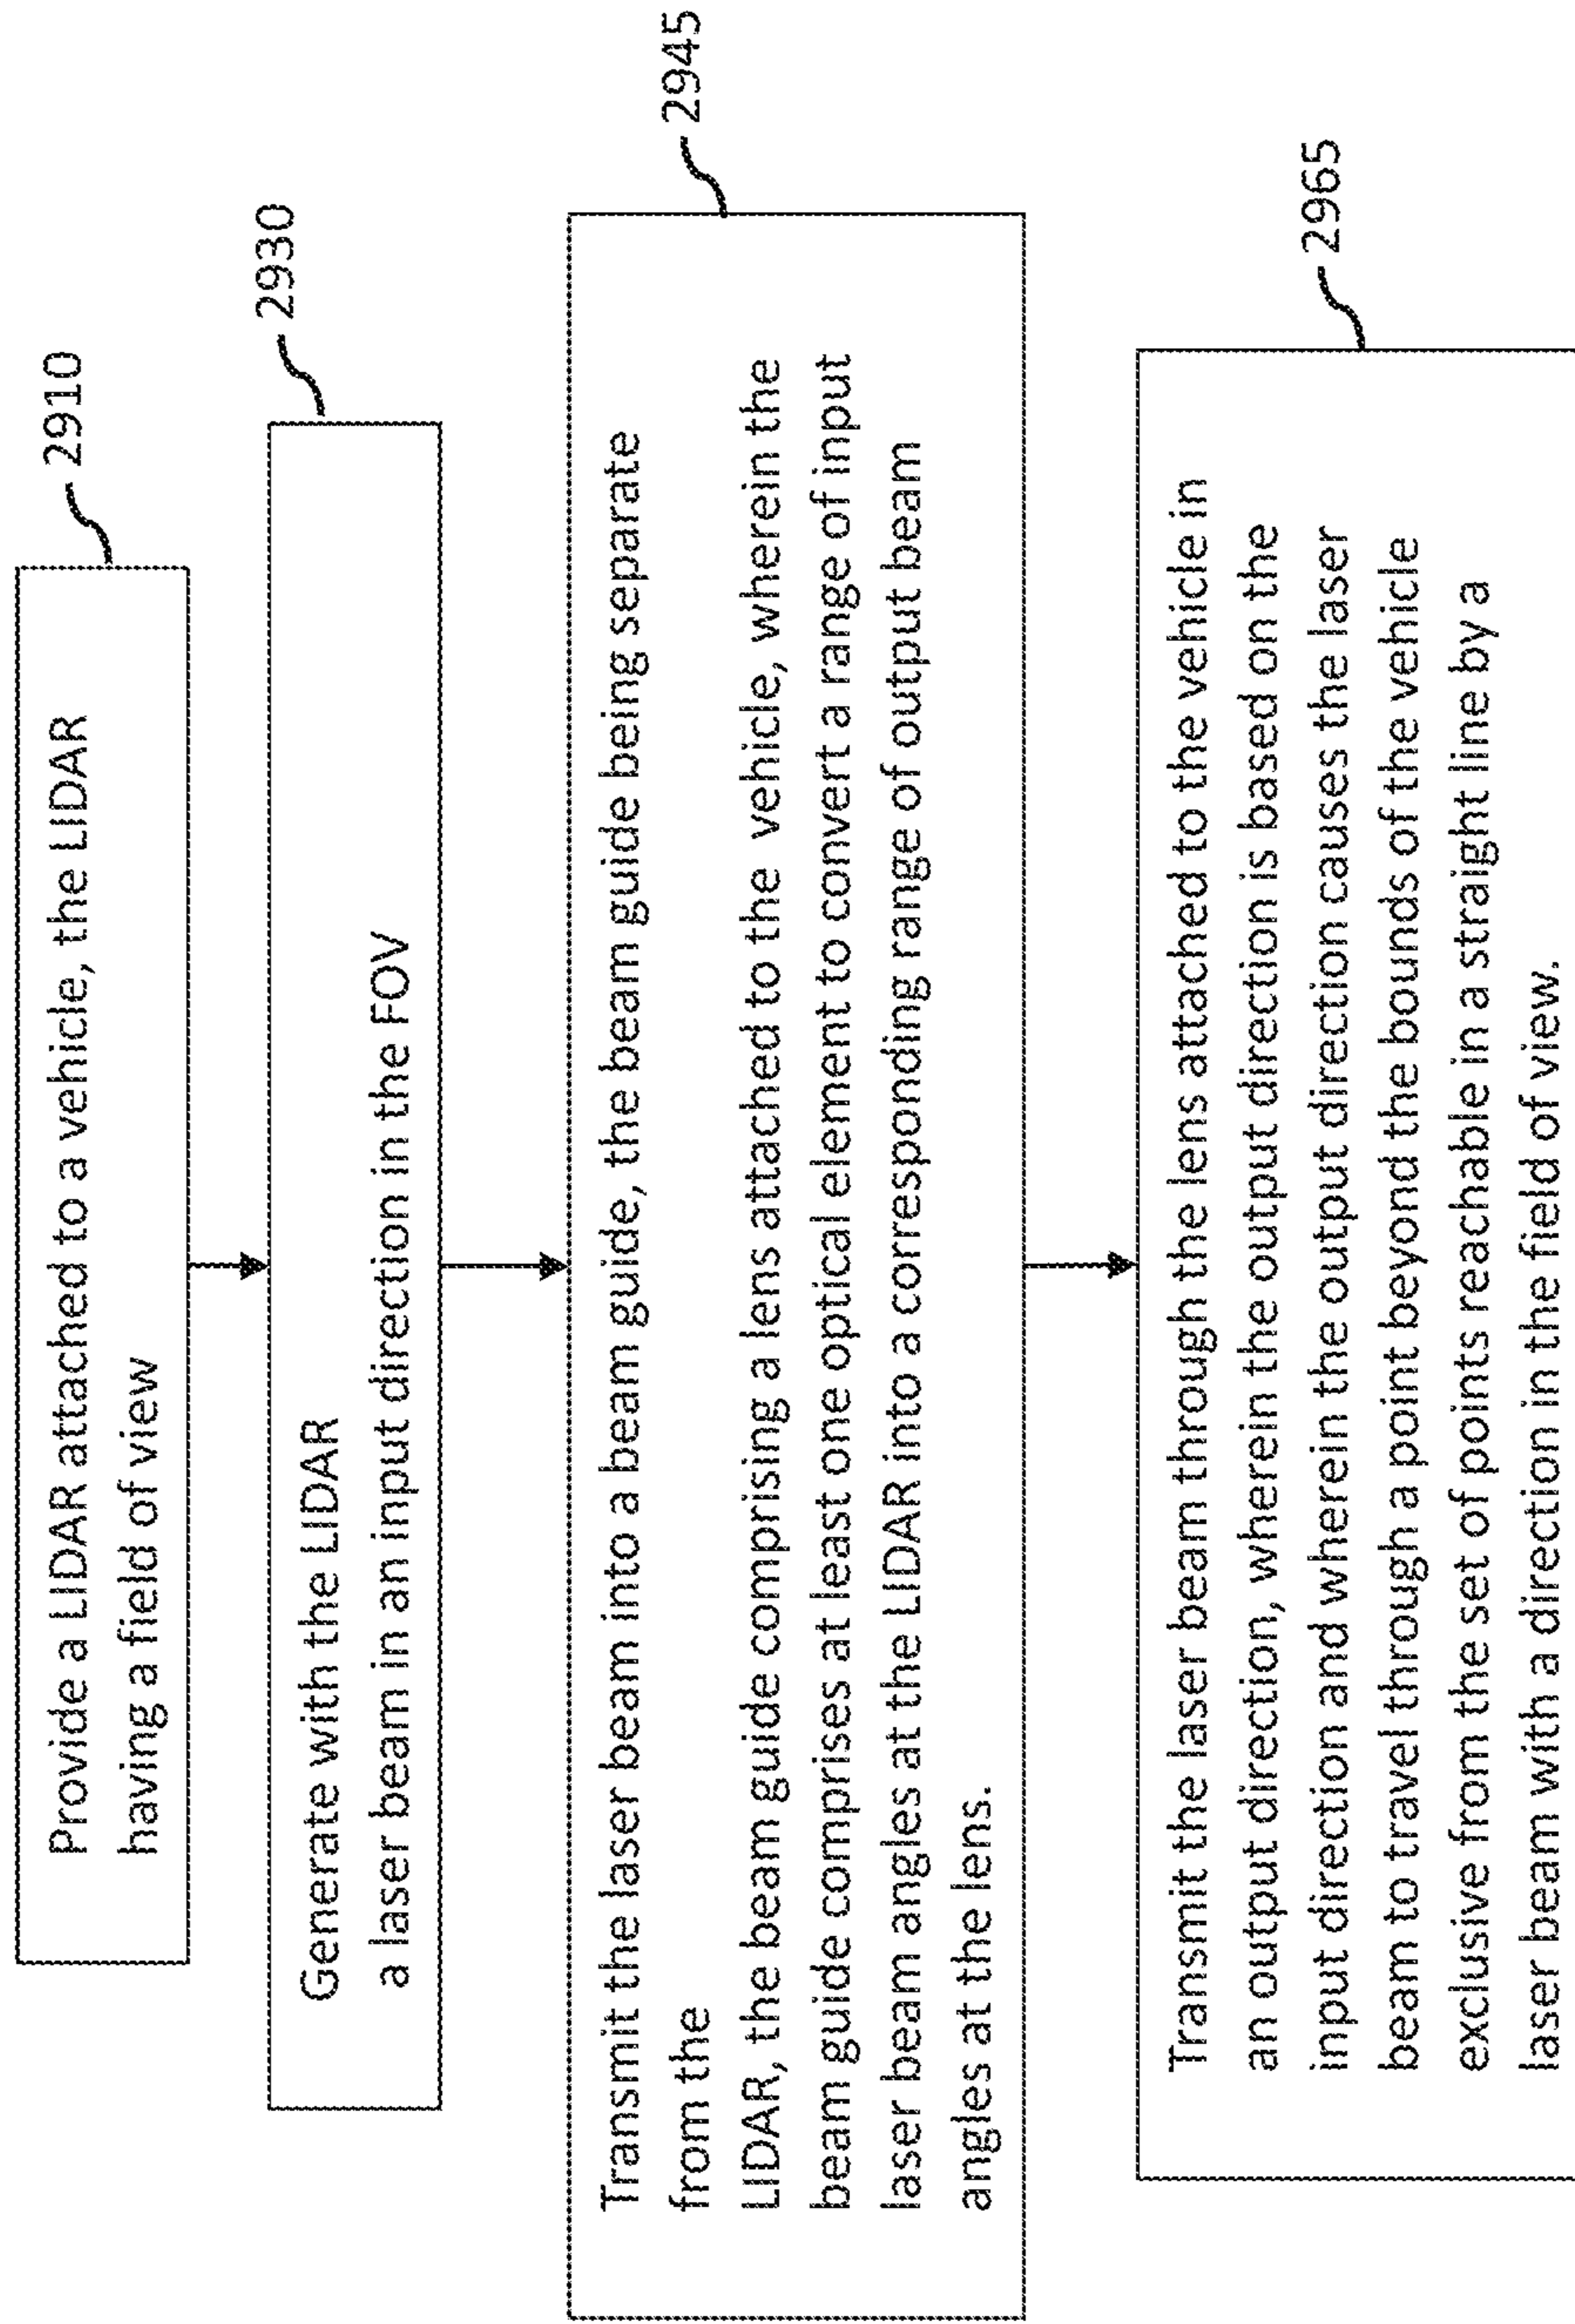 Provide a LIDAR attached to a vehicle, the LIDAR
having a field of view
2910
Generate with the LIDAR
a laser beam in an input direction in the FOV
2930
Transmit the laser beam into a beam guide, the beam guide being separate
from the
LIDAR, the beam guide comprising a lens attached to the vehicle, wherein the
beam guide comprises at least one optical element to convert a range of input
laser beam angles at the LIDAR into a corresponding range of output beam
angles at the lens.
2945
Transmit the laser beam through the lens attached to the vehicle in
an output direction, wherein the output direction is based on the
input direction and wherein the output direction causes the laser
beam to travel through a point beyond the bounds of the vehicle
exclusive from the set of points reachable in a straight line by a
laser beam with a direction in the field of view.
2965